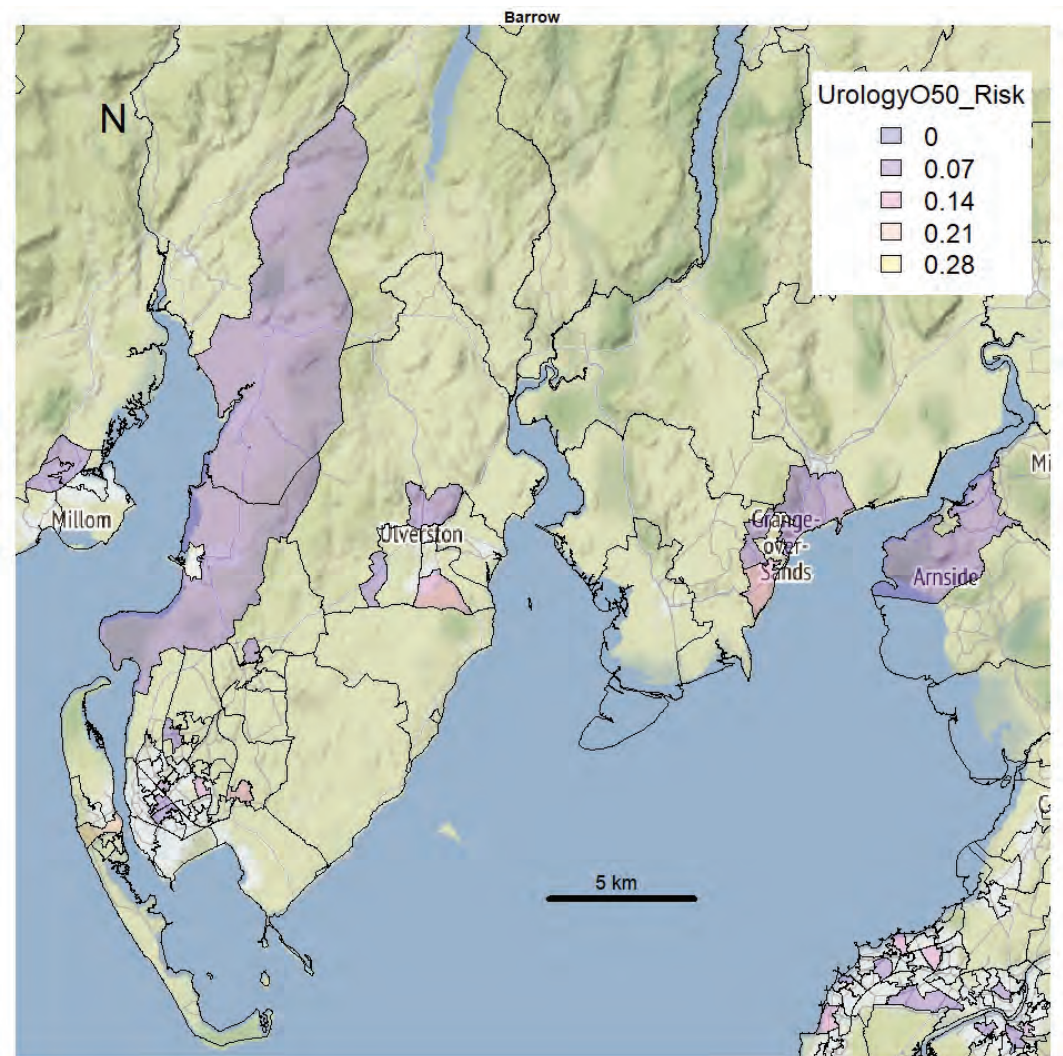 Barrow
N
UrologyO50_Risk
0
0.07
0.14
0.21
0.28
Mi
Millom
Ulverston
Grange-
over-
Sands
Arnside
C
5 km